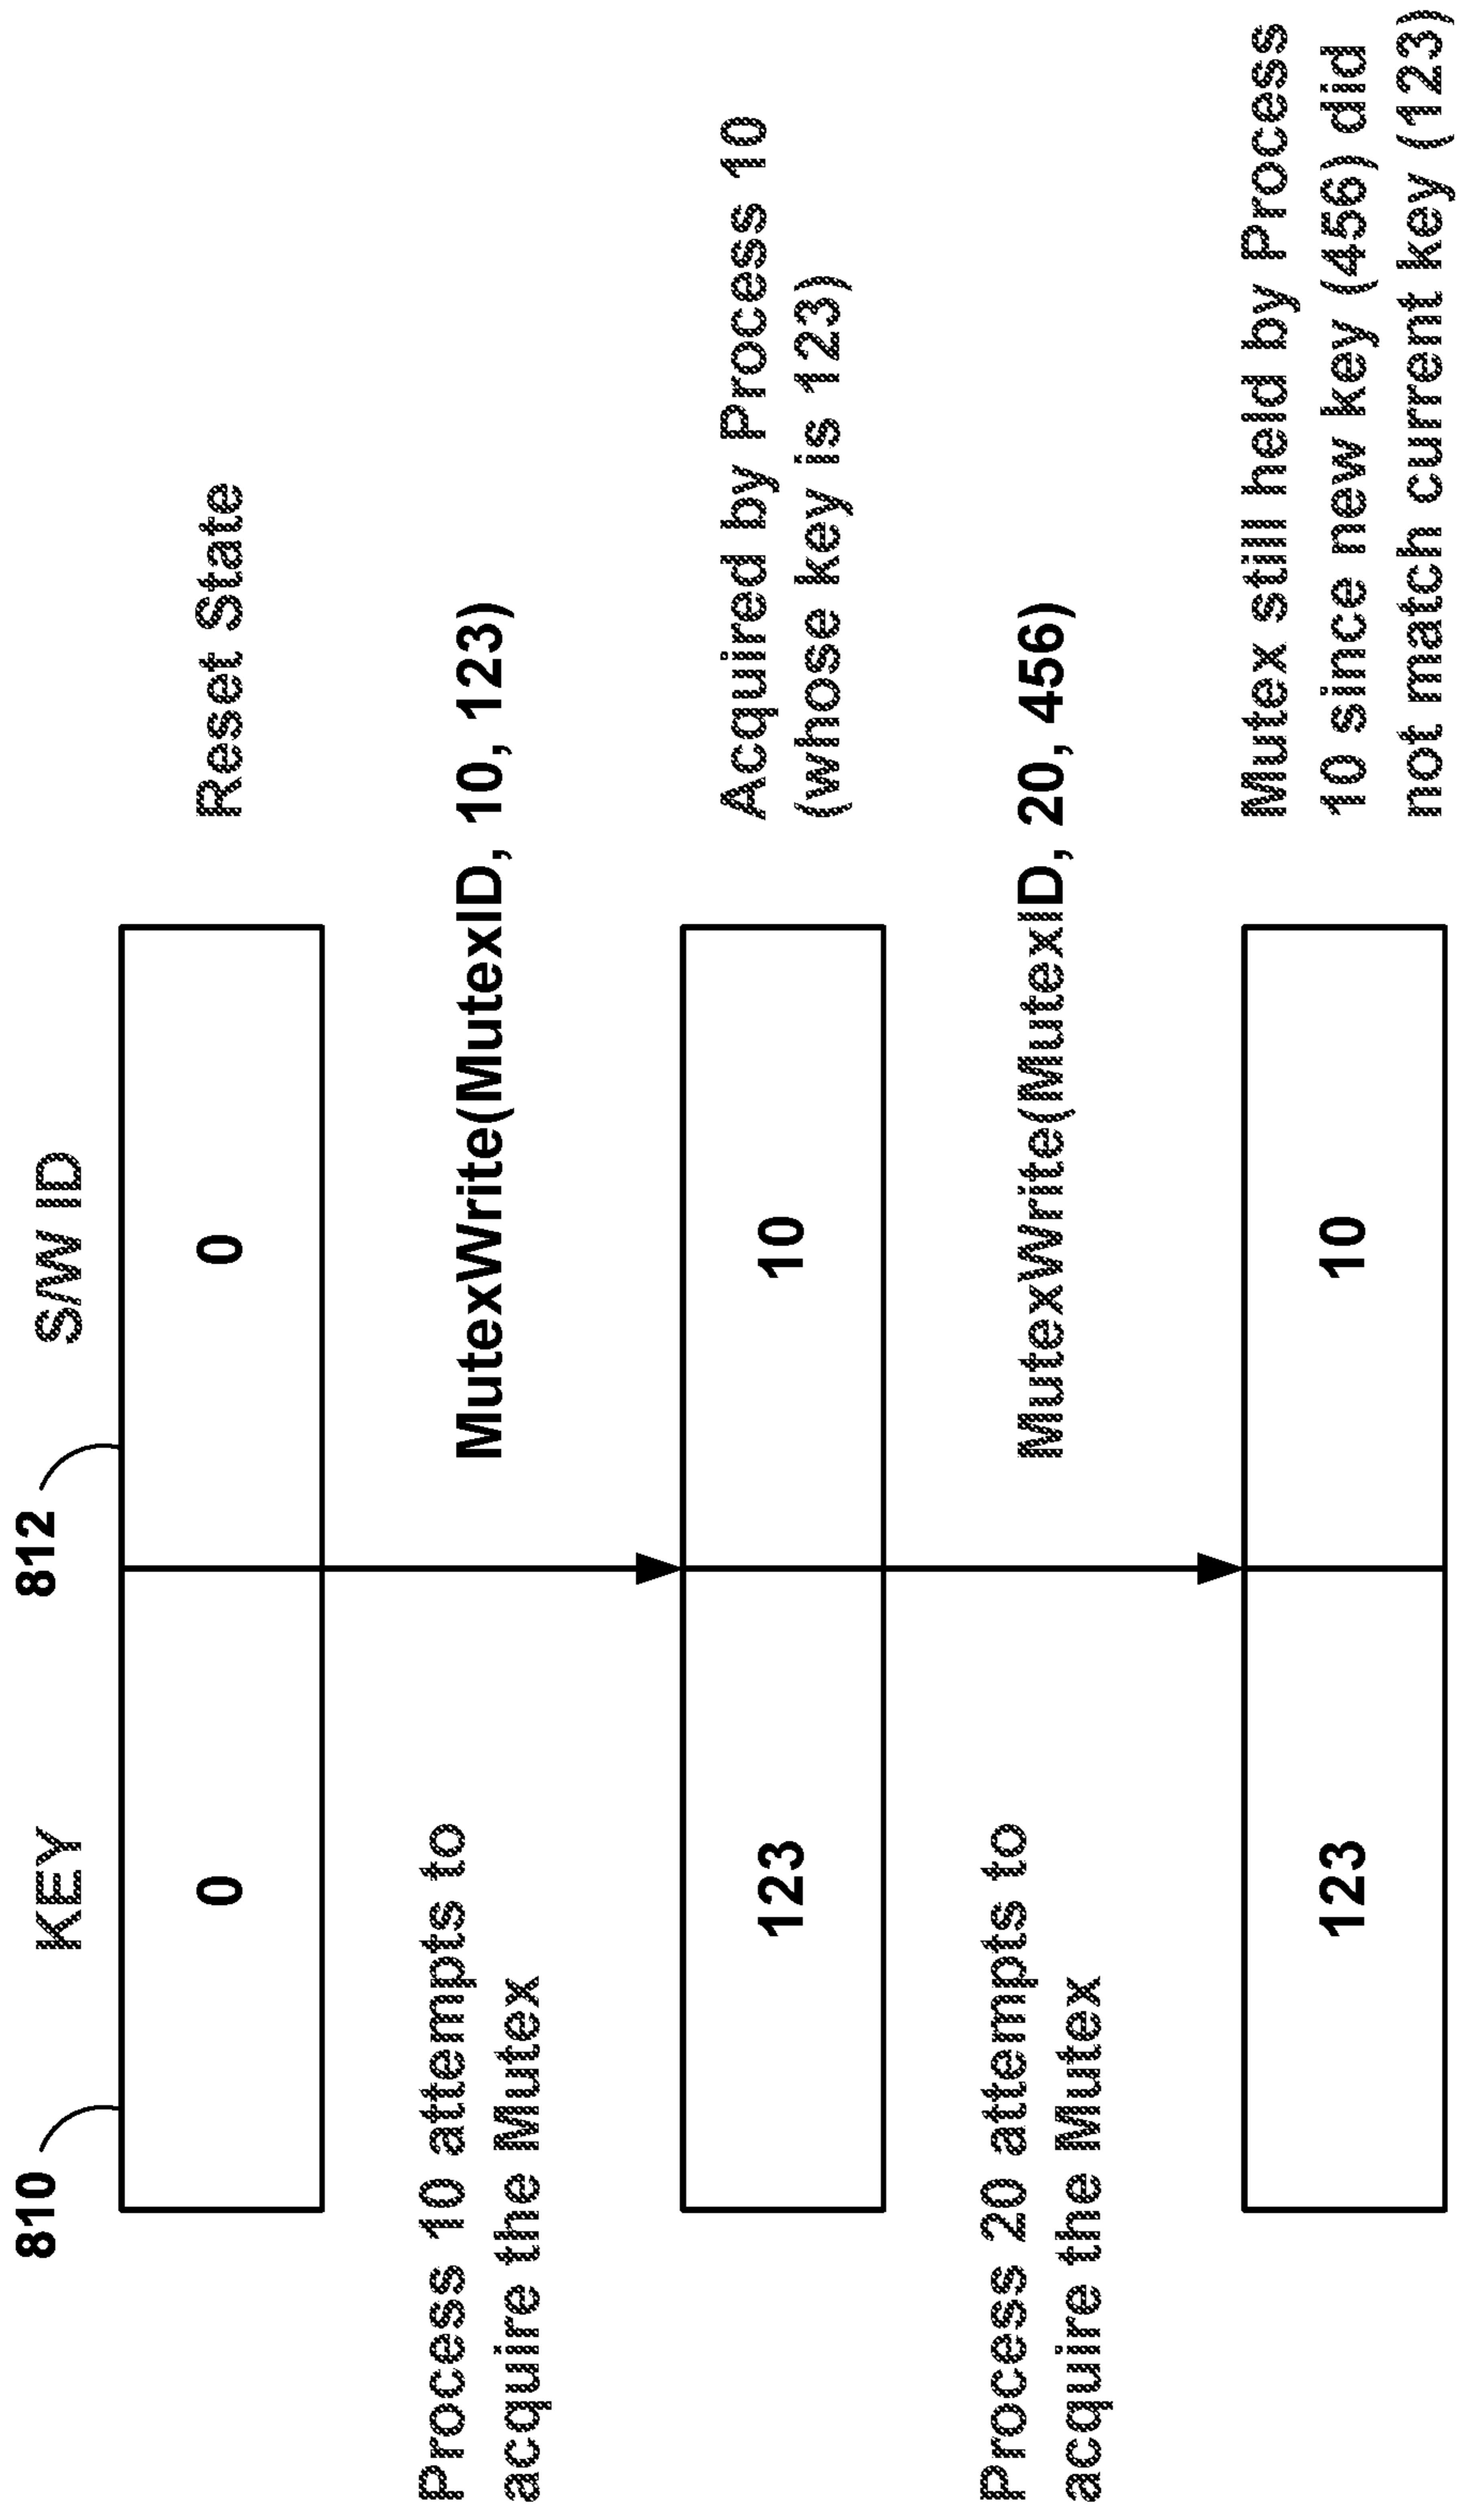 810
812
KEY
S/W ID
0
0
Reset State
Process 10 attempts to
acquire the Mutex
MutexWrite(MutexID, 10, 123)
123
10
Acquired by Process 10
(whose key is 123)
Process 20 attempts to
acquire the Mutex
MutexWrite(MutexID, 20, 456)
123
10
Mutex still held by Process
10 since new key (456) did
not match current key (123)